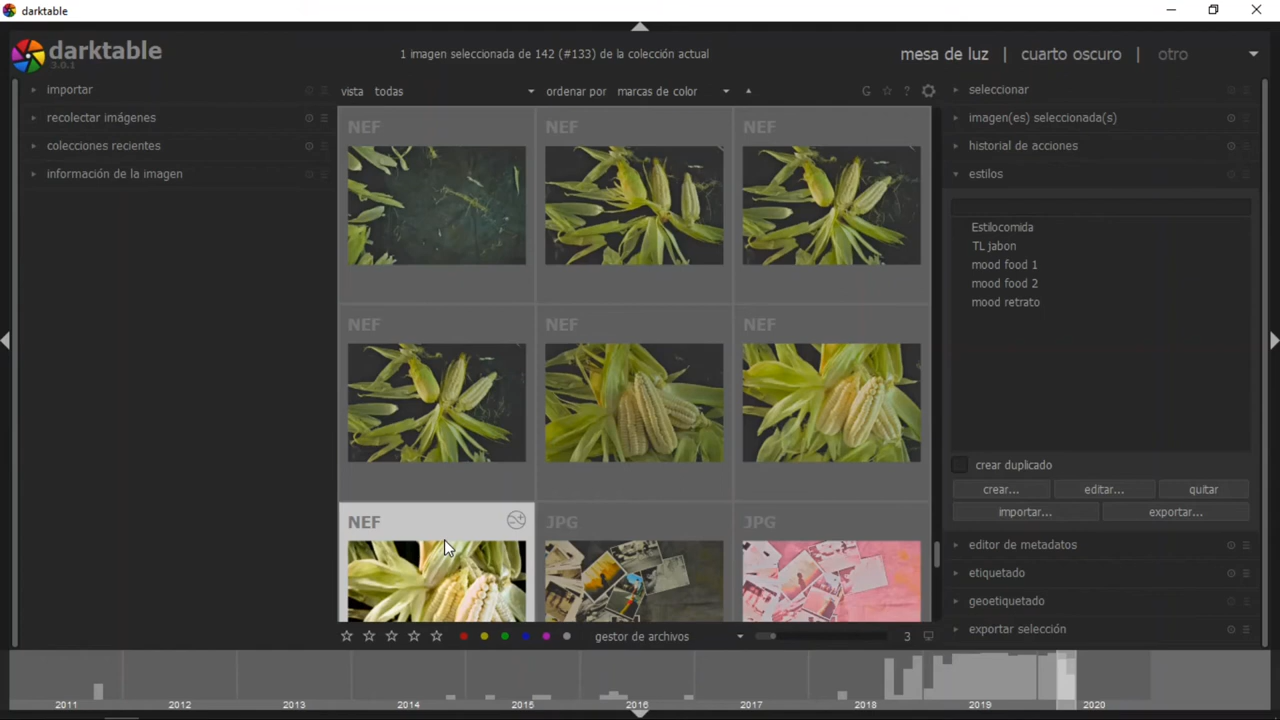 darktable
darktable
3.0.1
1 imagen seleccionada de 142 (#133) de la colección actual
mesa de luz | cuarto oscuro | otro
importar
recolectar imágenes
colecciones recientes
información de la imagen
vista todas
ordenar por marcas de color
G ?
seleccionar
imagen(es) seleccionada(s)
historial de acciones
estilos
Estilocomida
TL jabon
mood food 1
mood food 2
mood retrato
crear duplicado
crear... editar... quitar
importar... exportar...
editor de metadatos
etiquetado
geoetiquetado
exportar selección
NEF NEF NEF
NEF NEF NEF
NEF JPG JPG
gestor de archivos 3
2011 2012 2013 2014 2015 2016 2017 2018 2019 2020